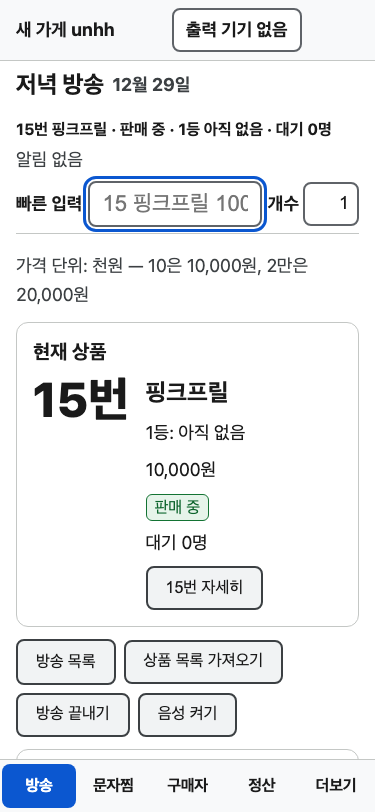 새 가게 unhh
출력 기기 없음
저녁 방송 12월 29일
15번 핑크프릴 · 판매 중 · 1등 아직 없음 · 대기 0명
알림 없음
빠른 입력 15 핑크프릴 100 개수 1
가격 단위: 천원 — 10은 10,000원, 2만은
20,000원
현재 상품
15번 핑크프릴
1등: 아직 없음
10,000원
판매 중
대기 0명
15번 자세히
방송 목록 상품 목록 가져오기
방송 끝내기 음성 켜기
방송 문자찜 구매자 정산 더보기